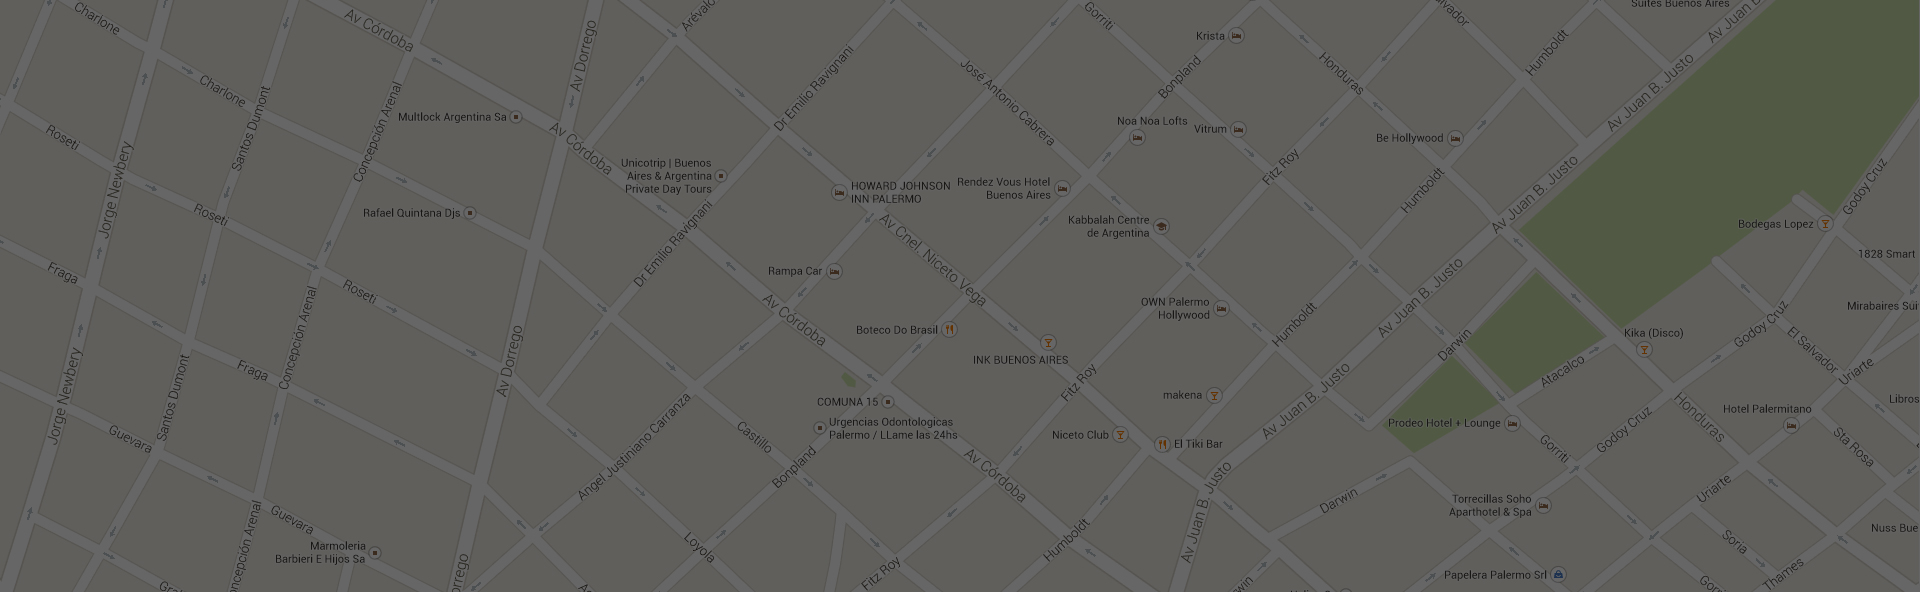 Charlone
Av Córdoba
Av Dorrego
Arévalo
Gorriti
Krista
Honduras
Humboldt
Suites Buenos Aires
Av Juan B. Justo
Charlone
Santos Dumont
Concepción Arenal
Dr Emilio Ravignani
José Antonio Cabrera
Bonpland
Av Juan B. Justo
Multlock Argentina Sa
Av Córdoba
Noa Noa Lofts
Vitrum
Be Hollywood
Roseti
Jorge Newbery
Unicotrip | Buenos
Aires & Argentina
Private Day Tours
HOWARD JOHNSON
INN PALERMO
Rendez Vous Hotel
Buenos Aires
Fitz Roy
Humboldt
Av Juan B. Justo
Godoy Cruz
Roseti
Rafael Quintana Djs
Dr Emilio Ravignani
Av Cnel. Niceto Vega
Kabbalah Centre
de Argentina
Bodegas Lopez
1828 Smart
Fraga
Roseti
Concepción Arenal
Rampa Car
Av Córdoba
Boteco Do Brasil
INK BUENOS AIRES
OWN Palermo
Hollywood
Humboldt
Av Juan B. Justo
Darwin
Kika (Disco)
Godoy Cruz
El Salvador
Mirabaires Sui
Uriarte
Jorge Newbery
Santos Dumont
Fraga
Av Dorrego
Atacalco
Fitz Roy
makena
Av Juan B. Justo
COMUNA 15
Urgencias Odontologicas
Palermo / LLame las 24hs
Niceto Club
El Tiki Bar
Prodeo Hotel + Lounge
Gorriti
Godoy Cruz
Honduras
Hotel Palermitano
Libros
Sta Rosa
Guevara
Angel Justiniano Carranza
Castillo
Bonpland
Av Córdoba
Av Juan B. Justo
Darwin
Torrecillas Soho
Aparthotel & Spa
Uriarte
Nuss Bue
Guevara
Concepción Arenal
Marmoleria
Barbieri E Hijos Sa
Loyola
Fitz Roy
Humboldt
Soria
Thames
Papelera Palermo Srl